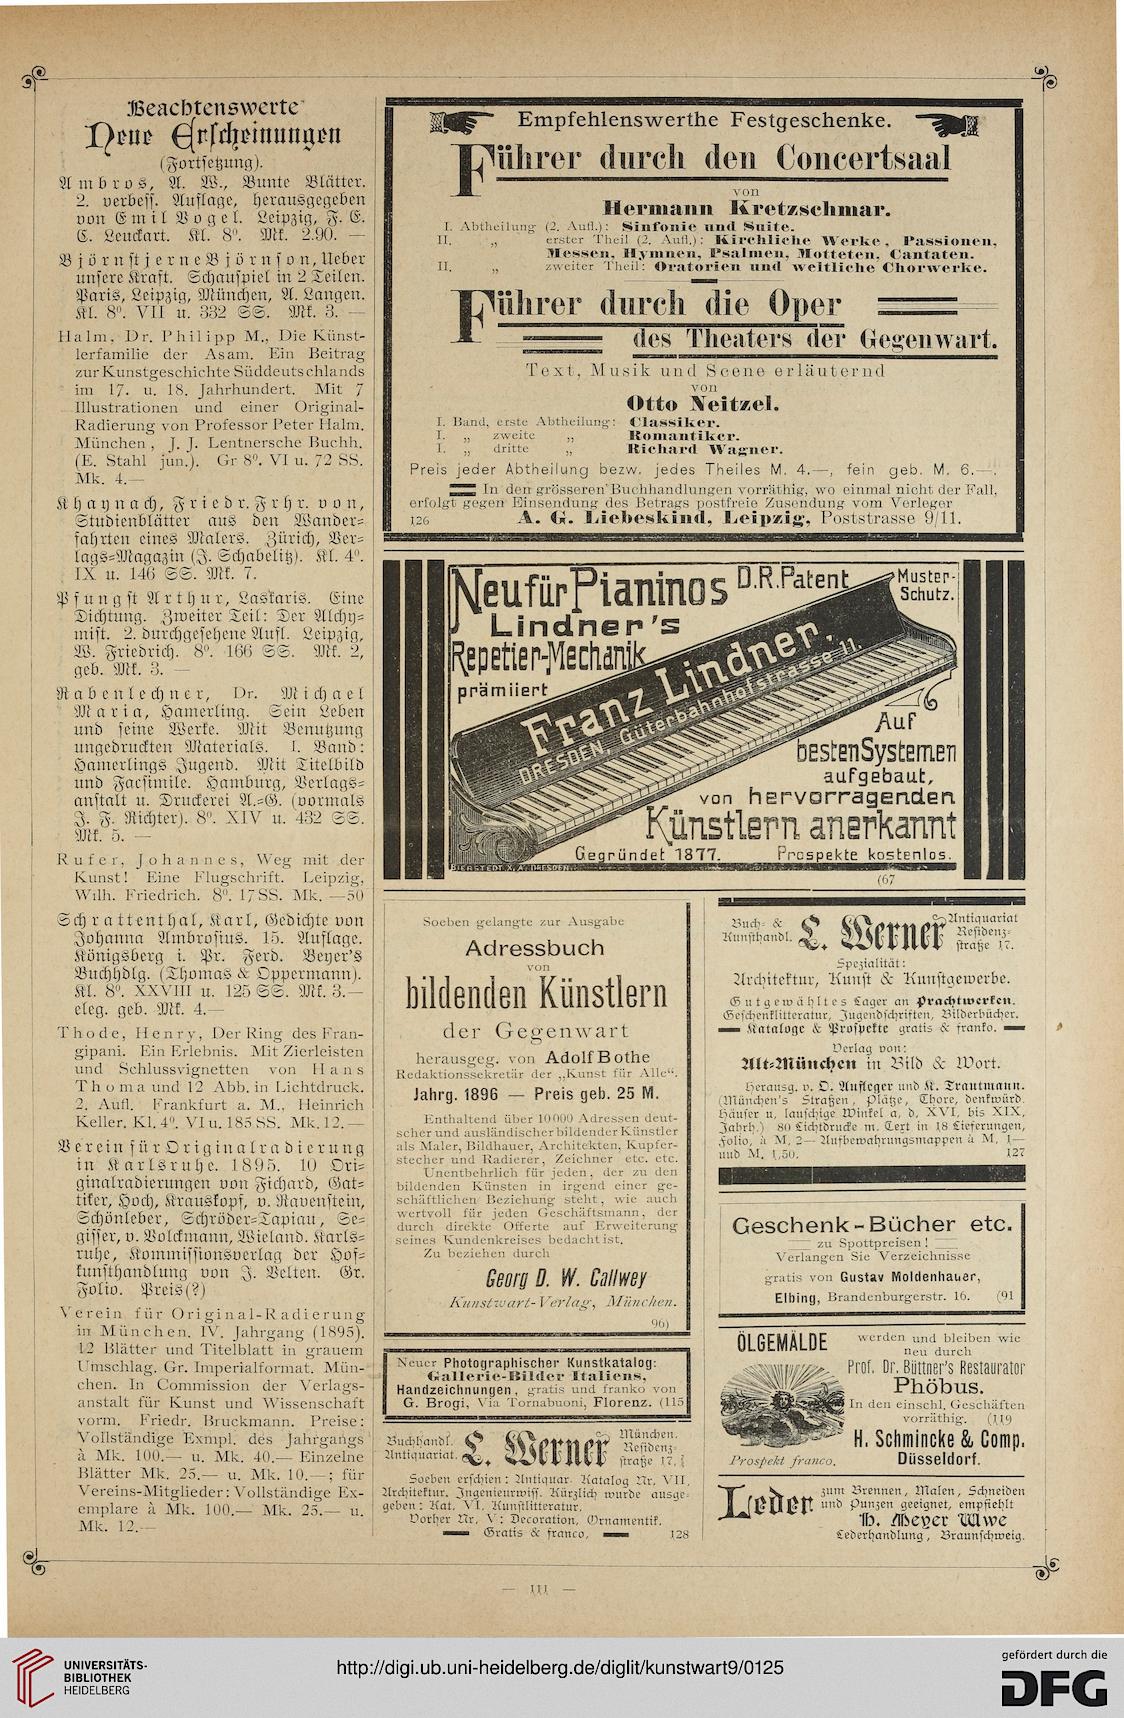 Beachtenswerte
Neue Erscheinungen
(Fortsetzung).
Ambros, A. W., Bunte Blätter.
2. verbess. Auflage, herausgegeben
von Emil Vogel. Leipzig, F. E.
C. Leuckart. Kl. 8⁰. Mk. 2.90. —
Björnstjerne Björnson, Ueber
unsere Kraft. Schauspiel in 2 Teilen.
Paris, Leipzig, München, A. Langen.
Kl. 8⁰. VII u. 332 SS. Mk. 3. —
Halm, Dr. Philipp M., Die Künst-
lerfamilie der Asam. Ein Beitrag
zur Kunstgeschichte Süddeutschlands
im 17. u. 18. Jahrhundert. Mit 7
Illustrationen und einer Original-
Radierung von Professor Peter Halm.
München, J. J. Lentnersche Buchh.
(E. Stahl jun.). Gr 8⁰. VI u. 72 SS.
Mk. 4.—
Khaynach, Friedr. Frhr. von,
Studienblätter aus den Wander-
fahrten eines Malers. Zürich, Ver-
lags-Magazin (J. Schabelitz). Kl. 4⁰.
IX u. 146 SS. Mk. 7.
Pfungst Arthur, Laskaris. Eine
Dichtung. Zweiter Teil: Der Alchy-
mist. 2. durchgesehene Aufl. Leipzig,
W. Friedrich. 8⁰. 166 SS. Mk. 2,
geb. Mk. 3. —
Rabenlechner, Dr. Michael
Maria, Hamerling. Sein Leben
und seine Werke. Mit Benutzung
ungedruckten Materials. I. Band:
Hamerlings Jugend. Mit Titelbild
und Facsimile. Hamburg, Verlags-
anstalt u. Druckerei A.-G. (vormals
J. F. Richter). 8⁰. XIV u. 432 SS.
Mk. 5. —
Rufer, Johannes, Weg mit der
Kunst! Eine Flugschrift. Leipzig,
Wilh. Friedrich. 8⁰. 17 SS. Mk. —50
Schrattenthal, Karl, Gedichte von
Johanna Ambrosius. 15. Auflage.
Königsberg i. Pr. Ferd. Beyer's
Buchhdlg. (Thomas & Oppermann).
Kl. 8⁰. XXVIII u. 125 SS. Mk. 3.—
eleg. geb. Mk. 4.—
Thode, Henry, Der Ring des Fran-
gipani. Ein Erlebnis. Mit Zierleisten
und Schlussvignetten von Hans
Thoma und 12 Abb. in Lichtdruck.
2. Aufl. Frankfurt a. M., Heinrich
Keller. Kl. 4⁰. VI u. 185 SS. Mk. 12.—
Verein für Originalradierung
in Karlsruhe. 1895. 10 Ori-
ginalradierungen von Fichard, Gat-
tiker, Hoch, Krauskopf, v. Ravenstein,
Schönleber, Schröder-Tapiau, Se-
gisser, v. Volckmann, Wieland. Karls-
ruhe, Kommissionsverlag der Hof-
kunsthandlung von J. Velten. Gr.
Folio. Preis(?)
Verein für Original-Radierung
in München. IV. Jahrgang (1895).
12 Blätter und Titelblatt in grauem
Umschlag. Gr. Imperialformat. Mün-
chen. In Commission der Verlags-
anstalt für Kunst und Wissenschaft
vorm. Friedr. Bruckmann. Preise:
Vollständige Exmpl. des Jahrgangs
à Mk. 100.— u. Mk. 40.— Einzelne
Blätter Mk. 25.— u. Mk. 10.—; für
Vereins-Mitglieder: Vollständige Ex-
emplare à Mk. 100.— Mk. 25.— u.
Mk. 12.—
Empfehlenswerthe Festgeschenke.
Führer durch den Concertsaal
von
Hermann Kretzschmar.
I. Abtheilung (2. Aufl.): Sinfonie und Suite.
II. „ erster Theil (2. Aufl.): Kirchliche Werke, Passionen,
Messen, Hymnen, Psalmen, Motteten, Cantaten.
II. „ zweiter Theil: Oratorien und weltliche Chorwerke.
Führer durch die Oper
des Theaters der Gegenwart.
Text, Musik und Scene erläuternd
von
Otto Neitzel.
I. Band, erste Abtheilung: Classiker.
I. „ zweite „ Romantiker.
I. „ dritte „ Richard Wagner.
Preis jeder Abtheilung bezw. jedes Theiles M. 4.—, fein geb. M. 6.—.
In den grösseren Buchhandlungen vorräthig, wo einmal nicht der Fall,
erfolgt gegen Einsendung des Betrags postfreie Zusendung vom Verleger
126 A. G. Liebeskind, Leipzig, Poststrasse 9/11.
Neu für Pianinos D.R.Patent Muster-
Schutz.
Lindner's
Repetier-Mechanik
prämiiert
Franz Lindner.
DRESDEN, Güterbahnhofstrasse 11.
Auf
besten Systemen
aufgebaut,
von hervorragenden
Künstlern anerkannt
Gegründet 1877. Prospekte kostenlos.
(67
Soeben gelangte zur Ausgabe
Adressbuch
von
bildenden Künstlern
der Gegenwart
herausgeg. von Adolf Bothe
Redaktionssekretär der „Kunst für Alle“.
Jahrg. 1896 — Preis geb. 25 M.
Enthaltend über 10000 Adressen deut-
scher und ausländischer bildender Künstler
als Maler, Bildhauer, Architekten, Kupfer-
stecher und Radierer, Zeichner etc. etc.
Unentbehrlich für jeden, der zu den
bildenden Künsten in irgend einer ge-
schäftlichen Beziehung steht, wie auch
wertvoll für jeden Geschäftsmann, der
durch direkte Offerte auf Erweiterung
seines Kundenkreises bedacht ist.
Zu beziehen durch
Georg D. W. Callwey
Kunstwart-Verlag, München.
96)
Neuer Photographischer Kunstkatalog:
Gallerie-Bilder Italiens,
Handzeichnungen, gratis und franko von
G. Brogi, Via Tornabuoni, Florenz. (115
Buchhandl. L. Werner München.
Antiquariat. Residenz-
straße 17.
Soeben erschien: Antiquar. Katalog Nr. VII
Architektur. Ingenieurwiss. Kürzlich wurde ausge-
geben: Kat. VI. Kunstlitteratur.
Vorher Nr. V: Decoration, Ornamentik.
Gratis & franco. 128
Buch- & L. Werner Antiquariat
Kunsthandl. Residenz-
straße 17.
Spezialität:
Architektur, Kunst & Kunstgewerbe.
Gutgewähltes Lager an Prachtwerken.
Geschenklitteratur, Jugendschriften, Bilderbücher.
Kataloge & Prospekte gratis & franko.
Verlag von:
Alt-München in Bild & Wort.
Herausg. v. O. Aufleger und K. Trautmann.
(München's Straßen, Plätze, Thore, denkwürd.
Häuser u. lauschige Winkel a. d. XVI. bis XIX.
Jahrh.) 80 Lichtdrucke m. Text in 18 Lieferungen,
Folio, à M. 2— Aufbewahrungsmappen à M. 1—
und M. 1,50. 127
Geschenk-Bücher etc.
zu Spottpreisen!
Verlangen Sie Verzeichnisse
gratis von Gustav Moldenhauer,
Elbing, Brandenburgerstr. 16. (91
ÖLGEMÄLDE werden und bleiben wie
neu durch
Prof. Dr. Büttner's Restaurator
Phöbus.
In den einschl. Geschäften
vorräthig. (119
H. Schmincke & Comp.
Prospekt franco. Düsseldorf.
Leder zum Brennen, Malen, Schneiden
und Punzen geeignet, empfiehlt
Th. Meyer Wwe
Lederhandlung, Braunschweig.
— 111 —
UNIVERSITÄTS-
BIBLIOTHEK
HEIDELBERG
http://digi.ub.uni-heidelberg.de/diglit/kunstwart9/0125
gefördert durch die
DFG